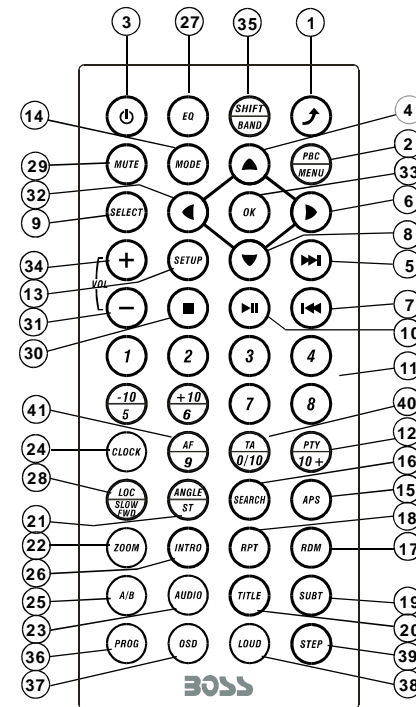 3 27 35 1
EQ SHIFT
BAND
14 4
MUTE MODE PBC
MENU
29 2
32 33
SELECT OK
9 6
8
34 + SETUP 5
VOL
13 7
31 −
10
30
1 2 3 4
11
-10
5 +10
6 7 8
41 40
CLOCK AF
9 TA
0/10 PTY
10+
24 12
16
28 LOC
SLOW
FWD ANGLE
ST SEARCH APS 15
21 18
22 ZOOM INTRO RPT RDM 17
26
25 A/B AUDIO TITLE SUBT 19
23 20
36 PROG OSD LOUD STEP 39
37 38
BOSS